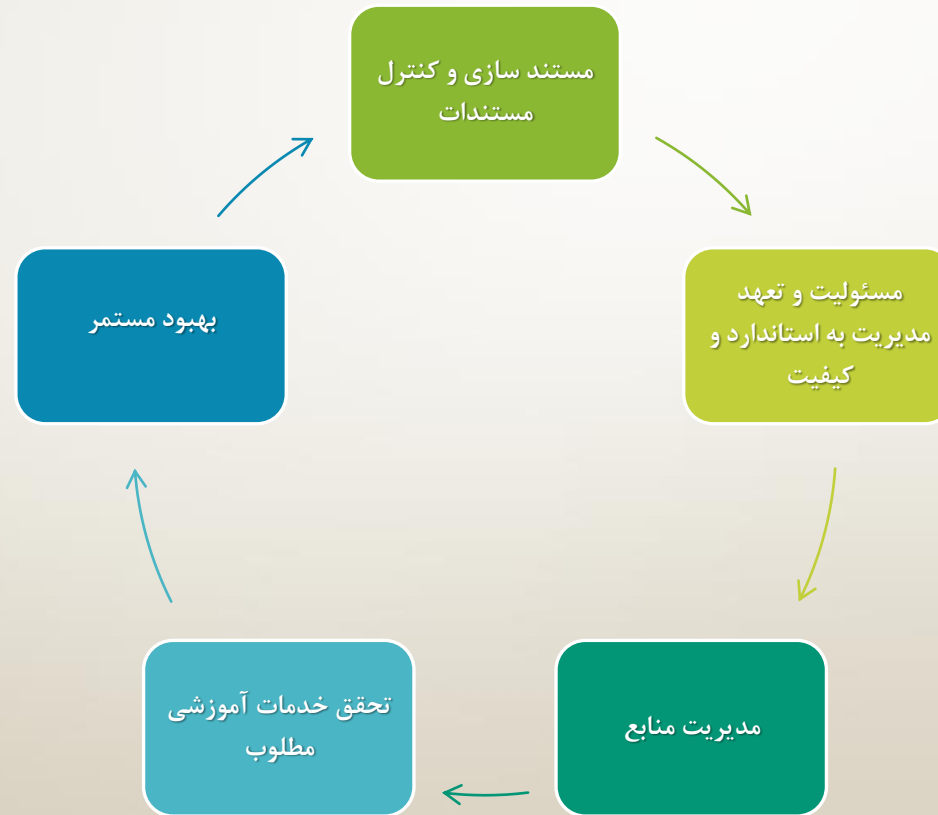 مستند سازی و کنترل
مستندات
مسئولیت و تعهد
مدیریت به استاندارد و
کیفیت
مدیریت منابع
تحقق خدمات آموزشی
مطلوب
بهبود مستمر